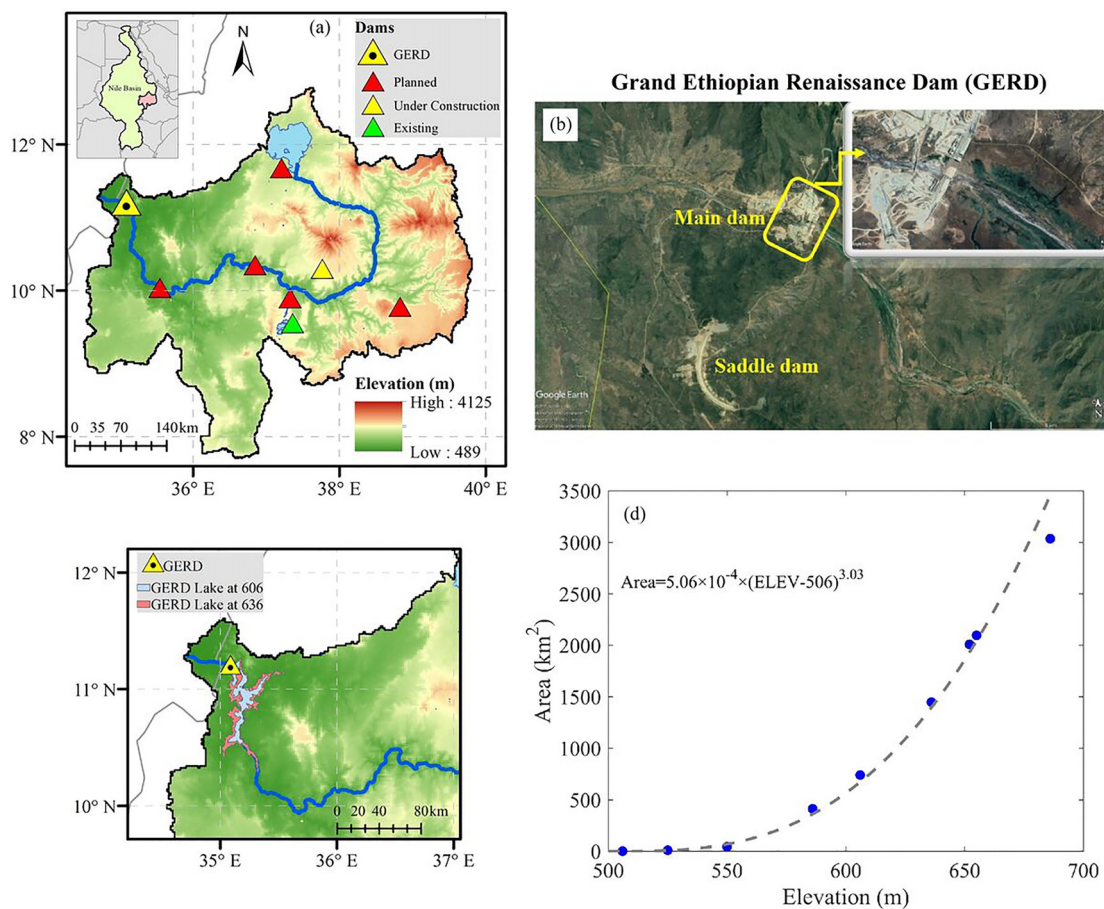 (a)
N
Nile Basin
Dams
GERD
Planned
Under Construction
Existing
12° N
10° N
8° N
Elevation (m)
High : 4125
Low : 489
0 35 70 140km
36° E 38° E 40° E
Grand Ethiopian Renaissance Dam (GERD)
(b)
Main dam
Saddle dam
Google Earth
Google Earth
N
GERD
GERD Lake at 606
GERD Lake at 636
12° N
11° N
10° N
0 20 40 80km
35° E 36° E 37° E
(d)
Area=5.06×10⁻⁴×(ELEV-506)³·⁰³
Area (km²)
3500
3000
2500
2000
1500
1000
500
0
500 550 600 650 700
Elevation (m)